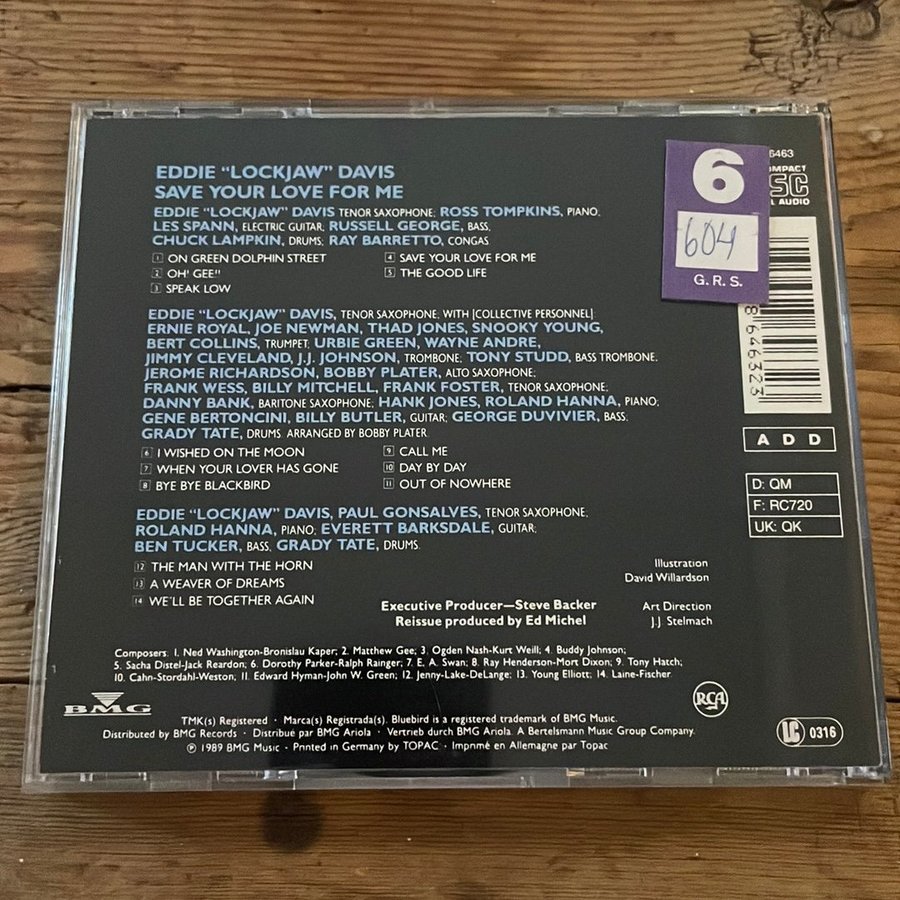 EDDIE "LOCKJAW" DAVIS
SAVE YOUR LOVE FOR ME
EDDIE "LOCKJAW" DAVIS TENOR SAXOPHONE; ROSS TOMPKINS, PIANO,
LES SPANN, ELECTRIC GUITAR, RUSSELL GEORGE, BASS,
CHUCK LAMPKIN, DRUMS; RAY BARRETTO, CONGAS
1 ON GREEN DOLPHIN STREET
2 OH' GEE!!
3 SPEAK LOW
4 SAVE YOUR LOVE FOR ME
5 THE GOOD LIFE
EDDIE "LOCKJAW" DAVIS, TENOR SAXOPHONE, WITH [COLLECTIVE PERSONNEL]:
ERNIE ROYAL, JOE NEWMAN, THAD JONES, SNOOKY YOUNG,
BERT COLLINS, TRUMPET; URBIE GREEN, WAYNE ANDRE,
JIMMY CLEVELAND, J.J. JOHNSON, TROMBONE; TONY STUDD, BASS TROMBONE,
JEROME RICHARDSON, BOBBY PLATER, ALTO SAXOPHONE;
FRANK WESS, BILLY MITCHELL, FRANK FOSTER, TENOR SAXOPHONE;
DANNY BANK, BARITONE SAXOPHONE; HANK JONES, ROLAND HANNA, PIANO;
GENE BERTONCINI, BILLY BUTLER, GUITAR; GEORGE DUVIVIER, BASS;
GRADY TATE, DRUMS. ARRANGED BY BOBBY PLATER.
6 I WISHED ON THE MOON
7 WHEN YOUR LOVER HAS GONE
8 BYE BYE BLACKBIRD
9 CALL ME
10 DAY BY DAY
11 OUT OF NOWHERE
EDDIE "LOCKJAW" DAVIS, PAUL GONSALVES, TENOR SAXOPHONE;
ROLAND HANNA, PIANO; EVERETT BARKSDALE, GUITAR;
BEN TUCKER, BASS; GRADY TATE, DRUMS.
12 THE MAN WITH THE HORN
13 A WEAVER OF DREAMS
14 WE'LL BE TOGETHER AGAIN
Executive Producer—Steve Backer
Reissue produced by Ed Michel
Illustration
David Willardson
Art Direction
J.J Stelmach
Composers: 1. Ned Washington-Bronislau Kaper; 2. Matthew Gee; 3. Ogden Nash-Kurt Weill; 4. Buddy Johnson;
5. Sacha Distel-Jack Reardon; 6. Dorothy Parker-Ralph Rainger; 7. E. A. Swan; 8. Ray Henderson-Mort Dixon; 9. Tony Hatch;
10. Cahn-Stordahl-Weston; 11. Edward Hyman-John W. Green; 12. Jenny-Lake-DeLange; 13. Young Elliott; 14. Laine-Fischer
BMG
RCA
TMK(s) Registered • Marca(s) Registrada(s). Bluebird is a registered trademark of BMG Music.
Distributed by BMG Records • Distribué par BMG Ariola • Vertrieb durch BMG Ariola. A Bertelsmann Music Group Company.
℗ 1989 BMG Music • Printed in Germany by TOPAC • Imprimé en Allemagne par Topac
LC 0316
6
604
G.R.S.
6463
8 646323
A D D
D: QM
F: RC720
UK: QK